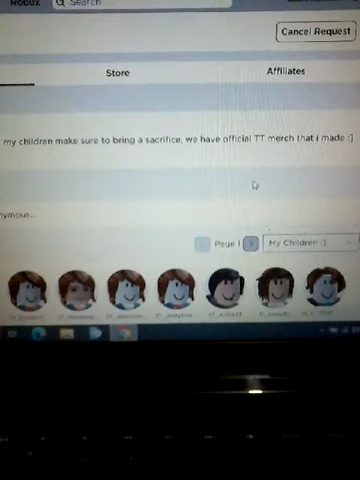 Robux
Search
Cancel Request
Store
Affiliates
my children make sure to bring a sacrifice, we have official TT merch that i made :]
nymous...
Page 1
My Children :)